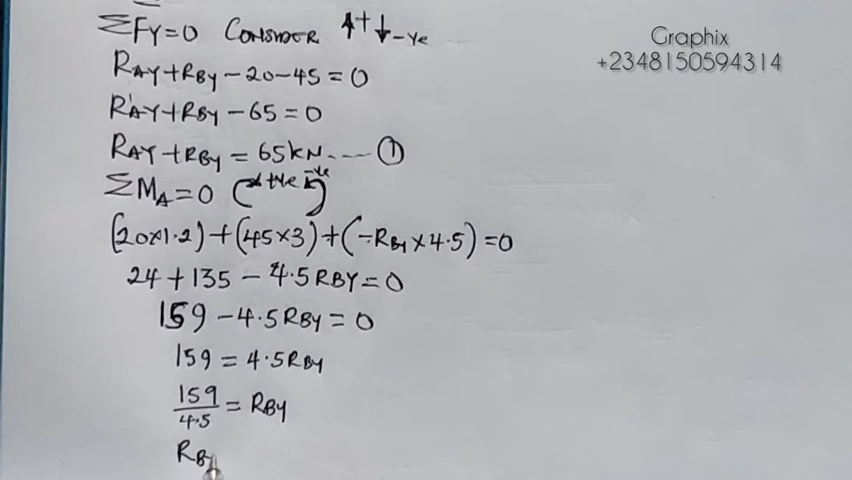 ΣFY=0 CONSIDER ↑+ ↓-Ve
Graphix
+2348150594314
RAY+RBY-20-45=0
RAY+RBY-65=0
RAY+RBY=65KN----①
ΣMA=0 (+Ve -Ve)
(20×1.2)+(45×3)+(-RBY×4.5)=0
24+135-4.5RBY=0
159-4.5RBY=0
159=4.5RBY
159/4.5=RBY
RBY